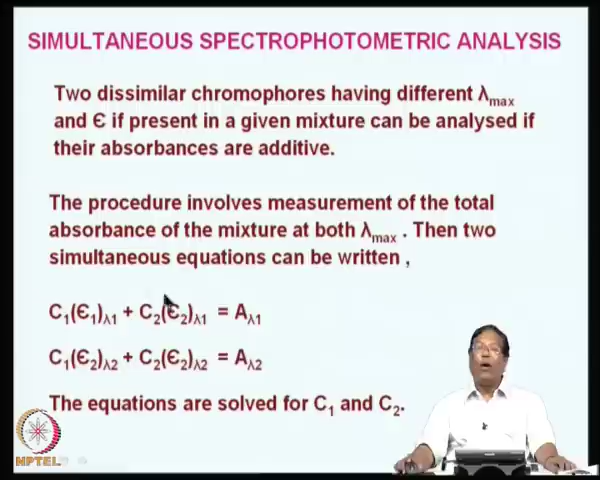 SIMULTANEOUS SPECTROPHOTOMETRIC ANALYSIS
Two dissimilar chromophores having different λmax
and Є if present in a given mixture can be analysed if
their absorbances are additive.
The procedure involves measurement of the total
absorbance of the mixture at both λmax . Then two
simultaneous equations can be written ,
C1(Є1)λ1 + C2(Є2)λ1 = Aλ1
C1(Є2)λ2 + C2(Є2)λ2 = Aλ2
The equations are solved for C1 and C2.
NPTEL